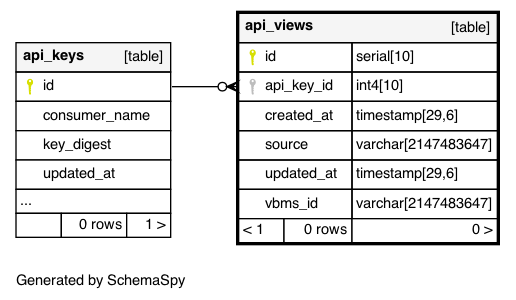 api_keys [table]
id
consumer_name
key_digest
updated_at
...
0 rows 1 >
api_views [table]
id serial[10]
api_key_id int4[10]
created_at timestamp[29,6]
source varchar[2147483647]
updated_at timestamp[29,6]
vbms_id varchar[2147483647]
< 1 0 rows 0 >
Generated by SchemaSpy